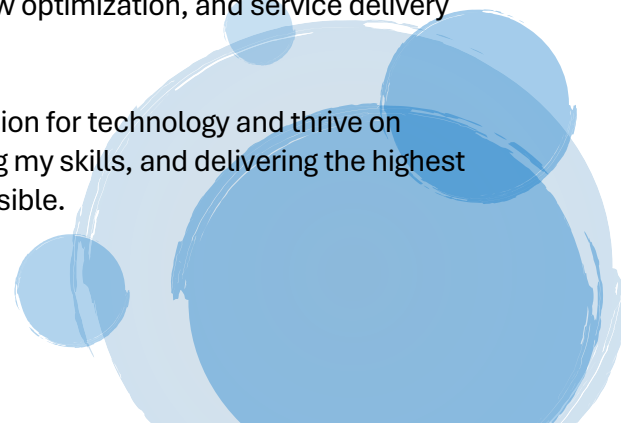 w optimization, and service delivery
ion for technology and thrive on
g my skills, and delivering the highest
sible.